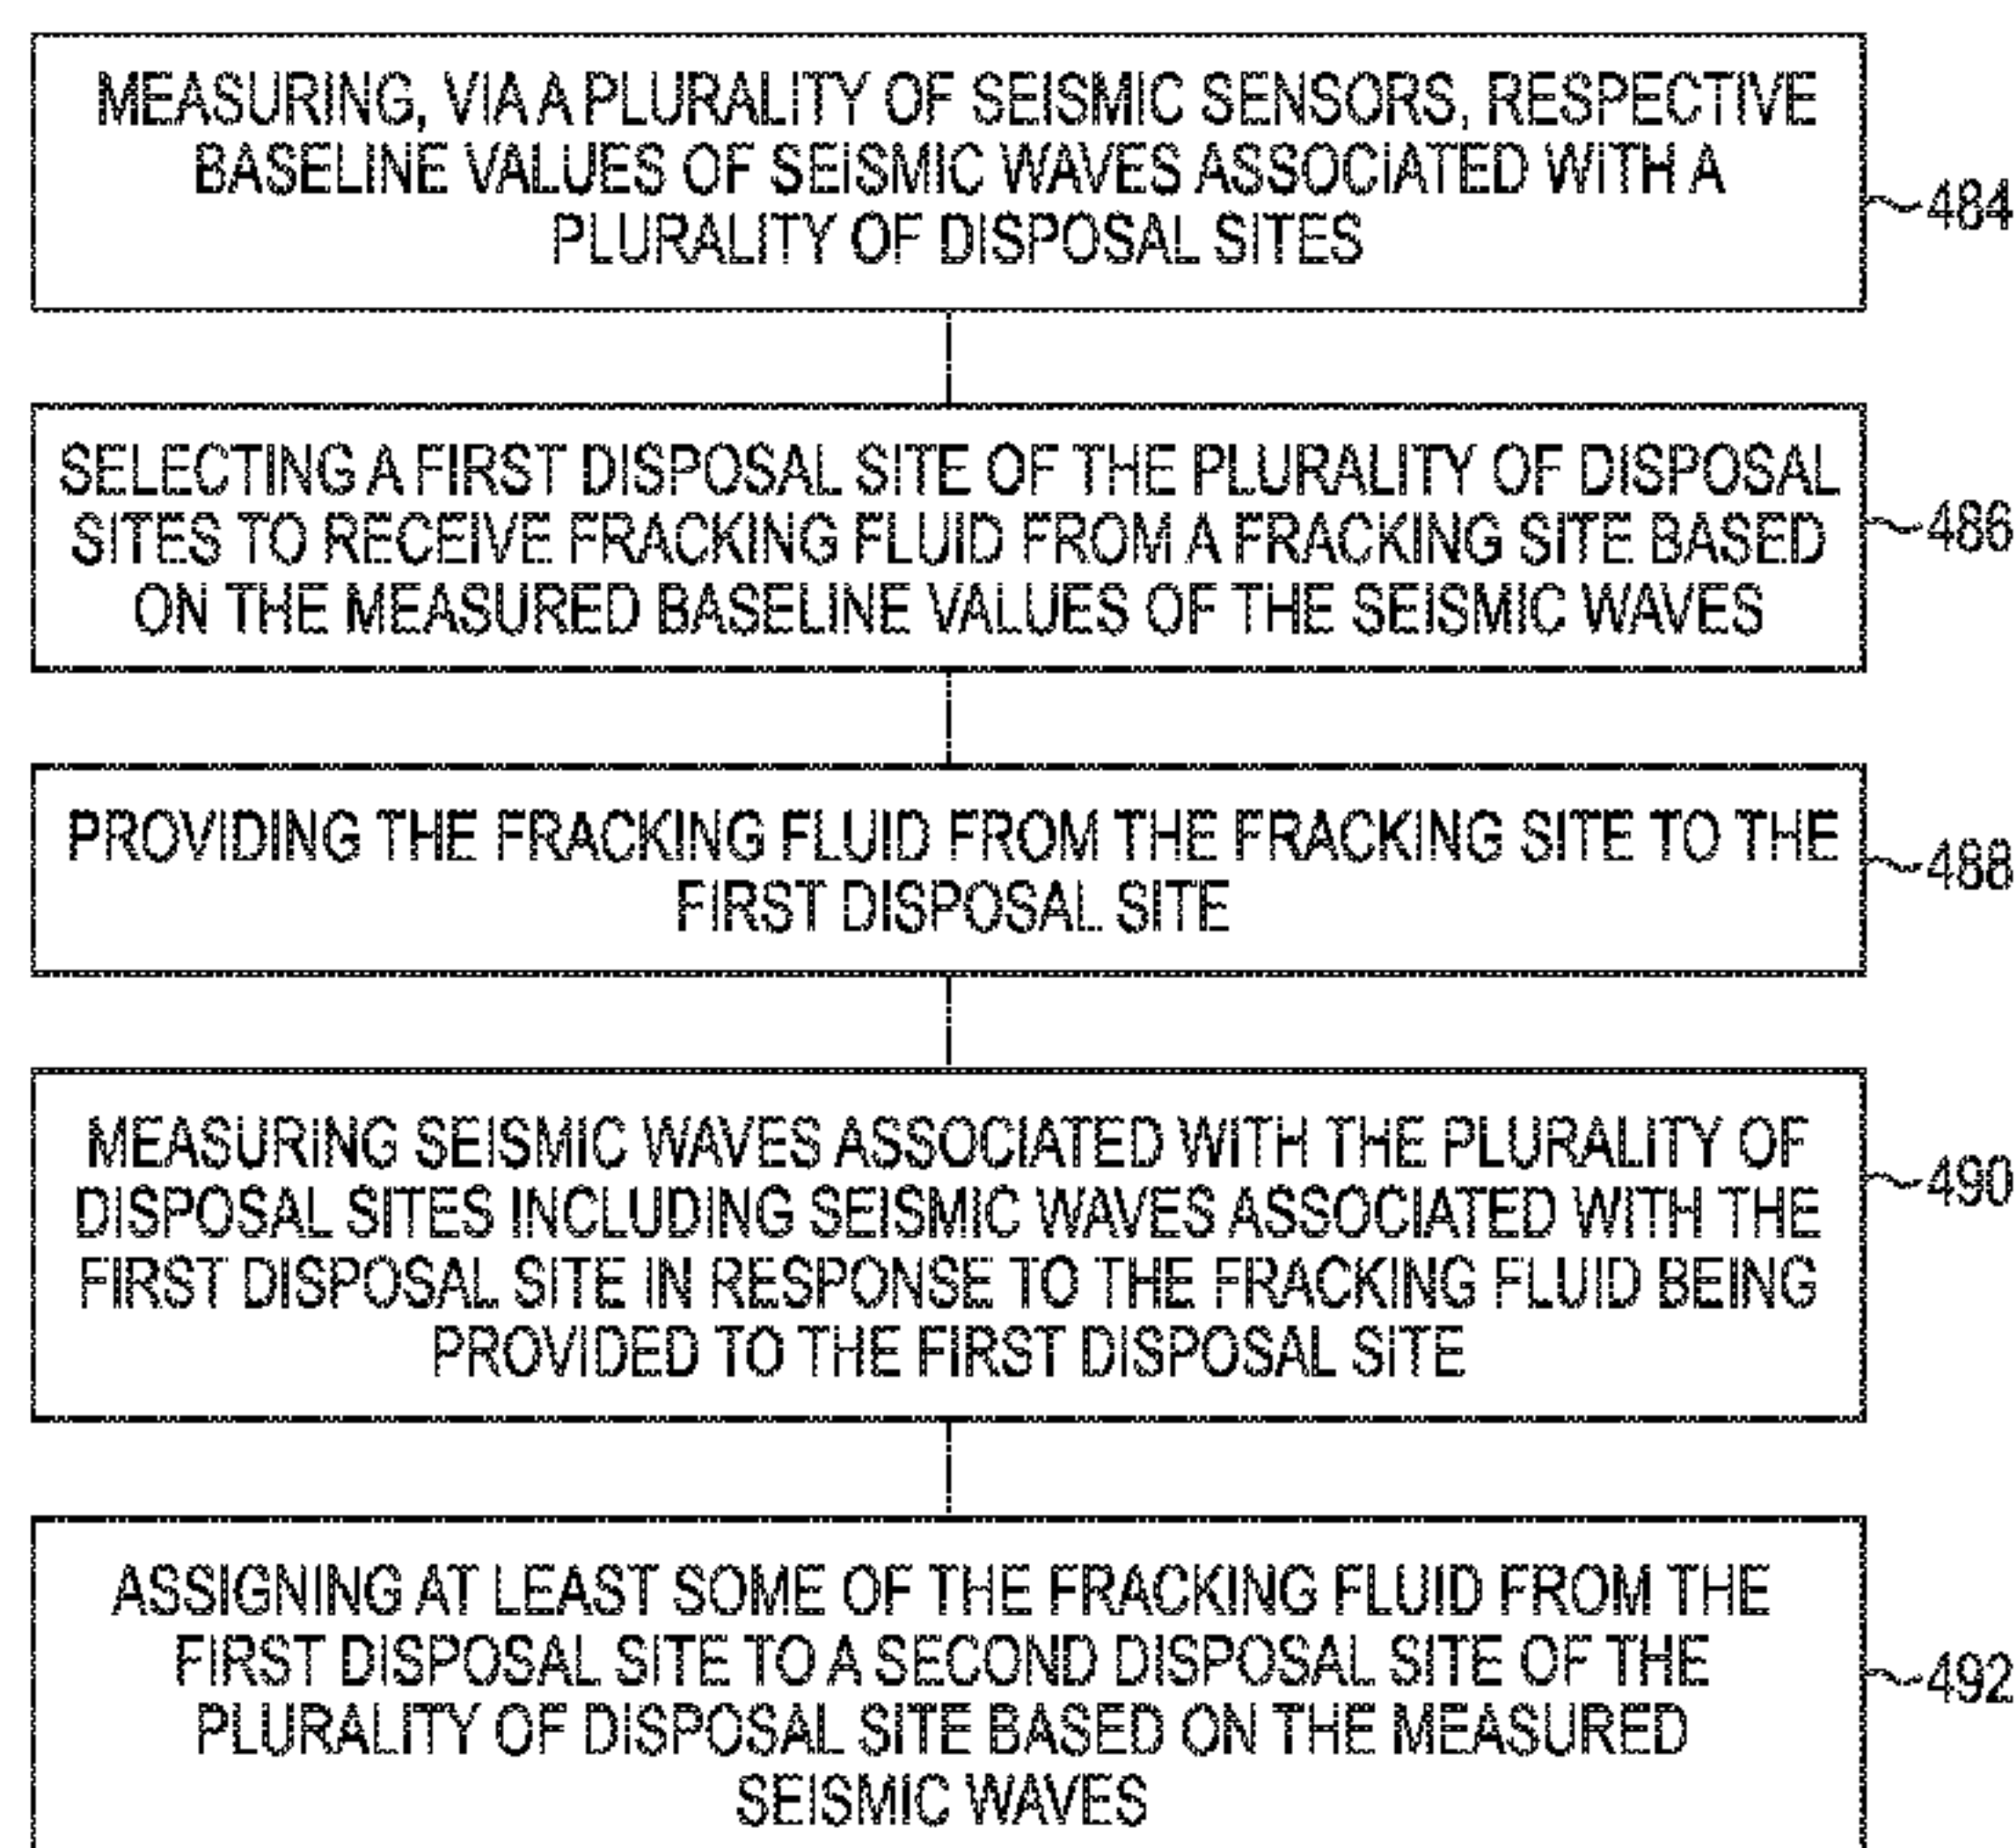 MEASURING, VIA A PLURALITY OF SEISMIC SENSORS, RESPECTIVE
BASELINE VALUES OF SEISMIC WAVES ASSOCIATED WITH A
PLURALITY OF DISPOSAL SITES
484
SELECTING A FIRST DISPOSAL SITE OF THE PLURALITY OF DISPOSAL
SITES TO RECEIVE FRACKING FLUID FROM A FRACKING SITE BASED
ON THE MEASURED BASELINE VALUES OF THE SEISMIC WAVES
486
PROVIDING THE FRACKING FLUID FROM THE FRACKING SITE TO THE
FIRST DISPOSAL SITE
488
MEASURING SEISMIC WAVES ASSOCIATED WITH THE PLURALITY OF
DISPOSAL SITES INCLUDING SEISMIC WAVES ASSOCIATED WITH THE
FIRST DISPOSAL SITE IN RESPONSE TO THE FRACKING FLUID BEING
PROVIDED TO THE FIRST DISPOSAL SITE
490
ASSIGNING AT LEAST SOME OF THE FRACKING FLUID FROM THE
FIRST DISPOSAL SITE TO A SECOND DISPOSAL SITE OF THE
PLURALITY OF DISPOSAL SITE BASED ON THE MEASURED
SEISMIC WAVES
492